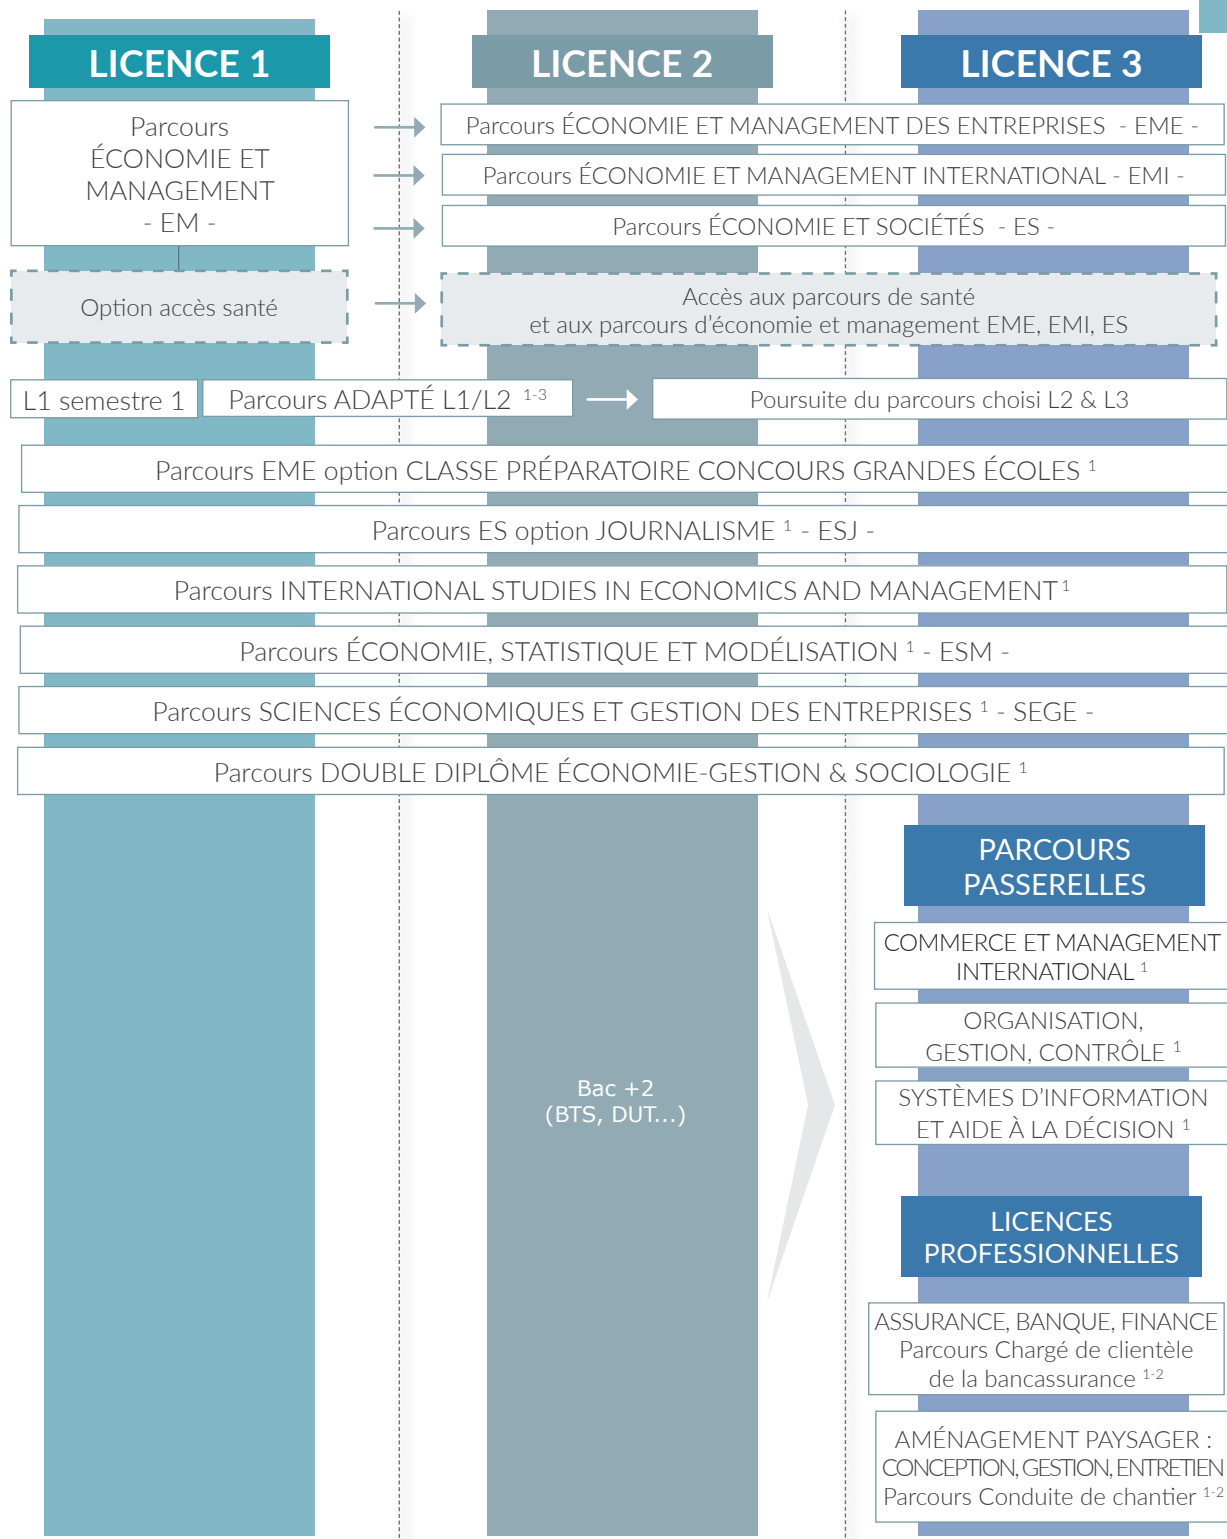 LICENCE 1
LICENCE 2
LICENCE 3
Parcours
ÉCONOMIE ET
MANAGEMENT
- EM -
Parcours ÉCONOMIE ET MANAGEMENT DES ENTREPRISES - EME -
Parcours ÉCONOMIE ET MANAGEMENT INTERNATIONAL - EMI -
Parcours ÉCONOMIE ET SOCIÉTÉS - ES -
Option accès santé
Accès aux parcours de santé
et aux parcours d'économie et management EME, EMI, ES
L1 semestre 1
Parcours ADAPTÉ L1/L2 1-3
Poursuite du parcours choisi L2 & L3
Parcours EME option CLASSE PRÉPARATOIRE CONCOURS GRANDES ÉCOLES 1
Parcours ES option JOURNALISME 1 - ESJ -
Parcours INTERNATIONAL STUDIES IN ECONOMICS AND MANAGEMENT 1
Parcours ÉCONOMIE, STATISTIQUE ET MODÉLISATION 1 - ESM -
Parcours SCIENCES ÉCONOMIQUES ET GESTION DES ENTREPRISES 1 - SEGE -
Parcours DOUBLE DIPLÔME ÉCONOMIE-GESTION & SOCIOLOGIE 1
Bac +2
(BTS, DUT...)
PARCOURS
PASSERELLES
COMMERCE ET MANAGEMENT
INTERNATIONAL 1
ORGANISATION,
GESTION, CONTRÔLE 1
SYSTÈMES D'INFORMATION
ET AIDE À LA DÉCISION 1
LICENCES
PROFESSIONNELLES
ASSURANCE, BANQUE, FINANCE
Parcours Chargé de clientèle
de la bancassurance 1-2
AMÉNAGEMENT PAYSAGER :
CONCEPTION, GESTION, ENTRETIEN
Parcours Conduite de chantier 1-2